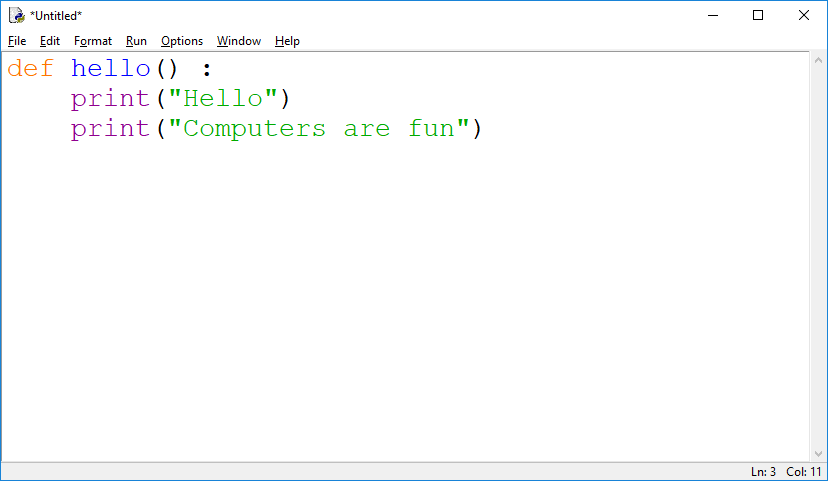 *Untitled*
File Edit Format Run Options Window Help
def hello() :
    print("Hello")
    print("Computers are fun")
Ln: 3 Col: 11